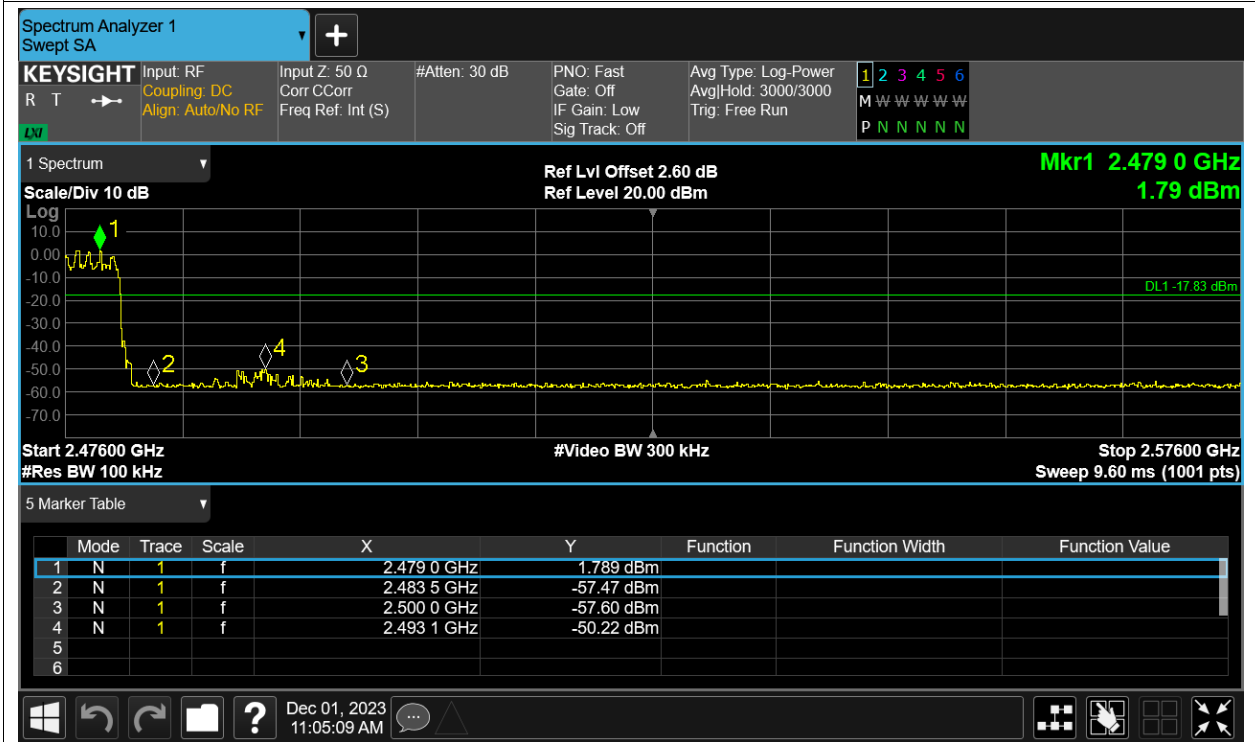 Spectrum Analyzer 1
Swept SA
+
KEYSIGHT
R T
LXI
Input: RF
Coupling: DC
Align: Auto/No RF
Input Z: 50 Ω
Corr CCorr
Freq Ref: Int (S)
#Atten: 30 dB
PNO: Fast
Gate: Off
IF Gain: Low
Sig Track: Off
Avg Type: Log-Power
Avg|Hold: 3000/3000
Trig: Free Run
1 2 3 4 5 6
M W W W W W
P N N N N N
1 Spectrum
Scale/Div 10 dB
Ref Lvl Offset 2.60 dB
Ref Level 20.00 dBm
Mkr1 2.479 0 GHz
1.79 dBm
Log
10.0
0.00
-10.0
-20.0
-30.0
-40.0
-50.0
-60.0
-70.0
1
2
4
3
DL1 -17.83 dBm
Start 2.47600 GHz
#Res BW 100 kHz
#Video BW 300 kHz
Stop 2.57600 GHz
Sweep 9.60 ms (1001 pts)
5 Marker Table
Mode Trace Scale X Y Function Function Width Function Value
1 N 1 f 2.479 0 GHz 1.789 dBm
2 N 1 f 2.483 5 GHz -57.47 dBm
3 N 1 f 2.500 0 GHz -57.60 dBm
4 N 1 f 2.493 1 GHz -50.22 dBm
5
6
?
Dec 01, 2023
11:05:09 AM